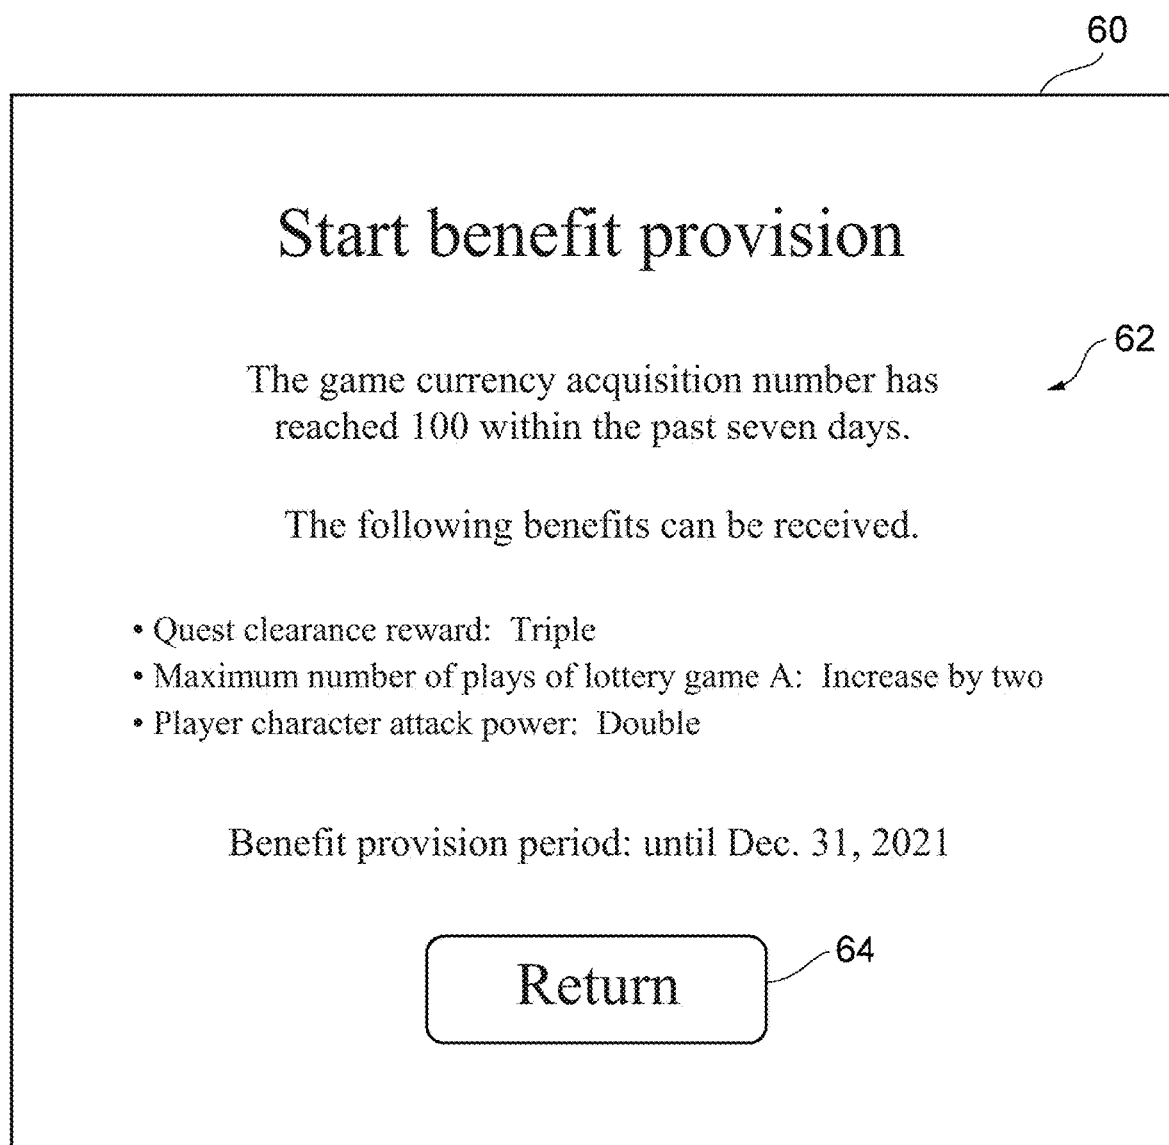 60
Start benefit provision
62
The game currency acquisition number has
reached 100 within the past seven days.
The following benefits can be received.
• Quest clearance reward: Triple
• Maximum number of plays of lottery game A: Increase by two
• Player character attack power: Double
Benefit provision period: until Dec. 31, 2021
64
Return